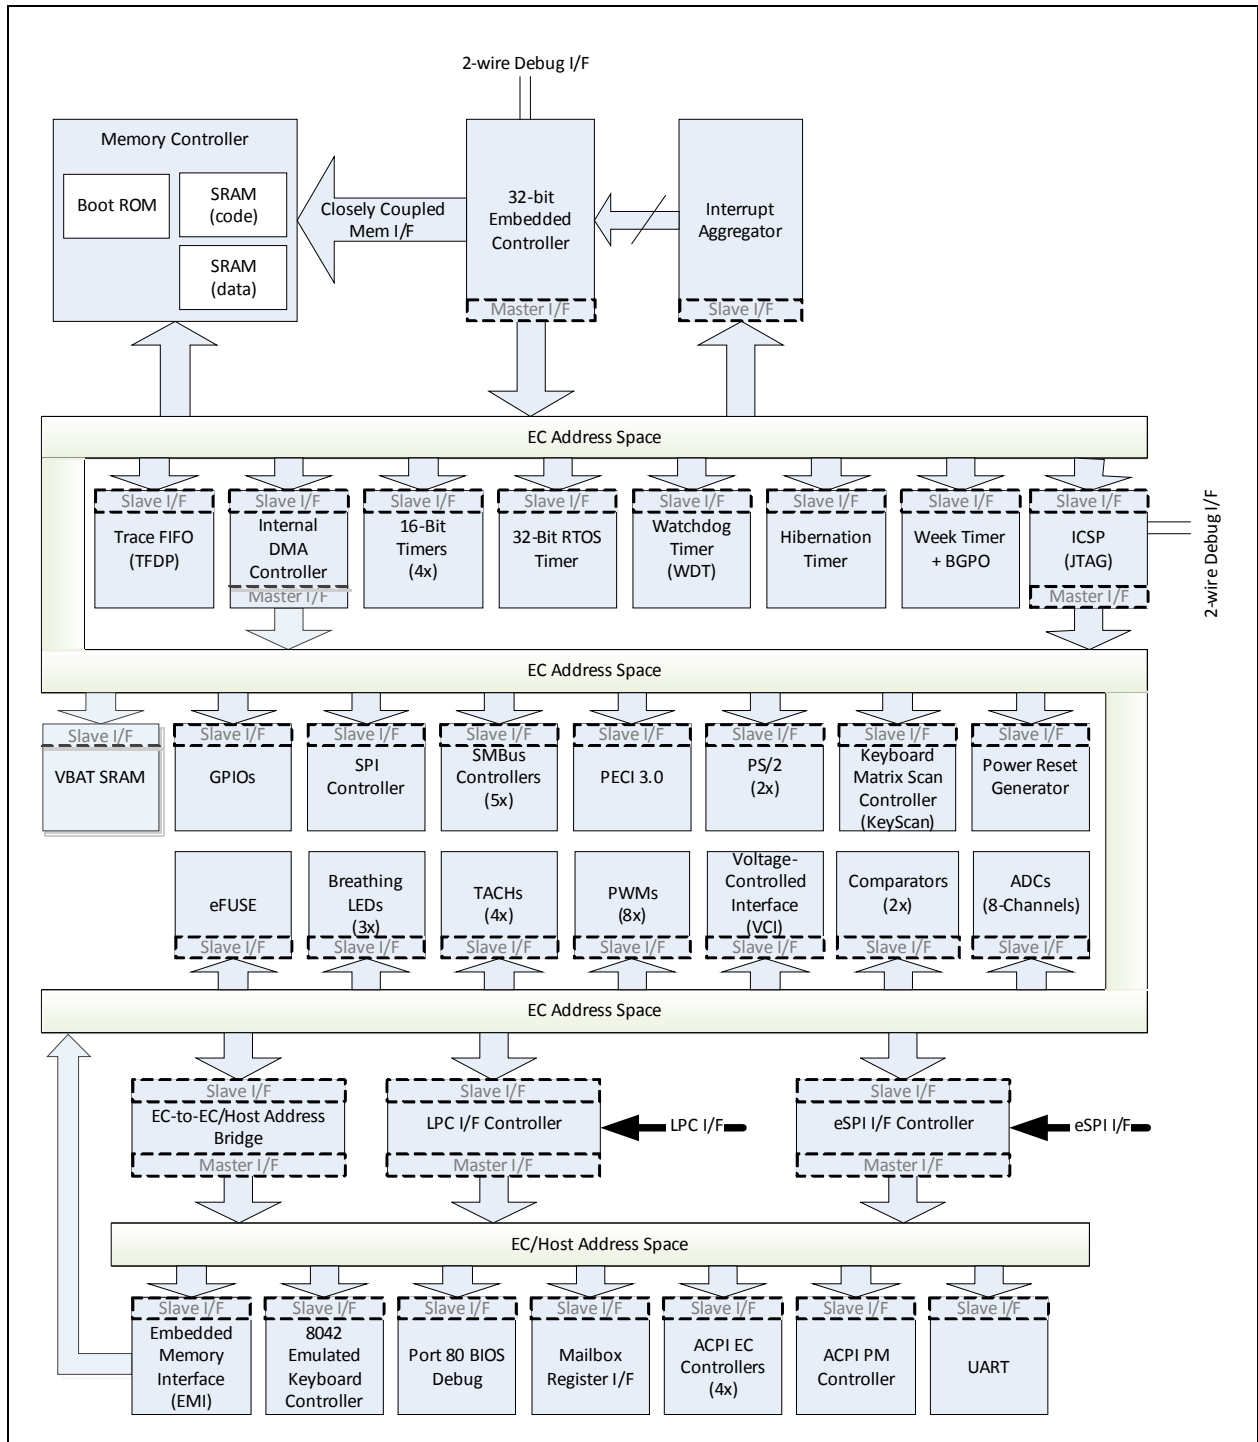 2-wire Debug I/F
Memory Controller
Boot ROM
SRAM
(code)
SRAM
(data)
Closely Coupled
Mem I/F
32-bit
Embedded
Controller
Master I/F
Interrupt
Aggregator
Slave I/F
EC Address Space
Slave I/F
Trace FIFO
(TFDP)
Slave I/F
Internal
DMA
Controller
Master I/F
Slave I/F
16-Bit
Timers
(4x)
Slave I/F
32-Bit RTOS
Timer
Slave I/F
Watchdog
Timer
(WDT)
Slave I/F
Hibernation
Timer
Slave I/F
Week Timer
+ BGPO
Slave I/F
ICSP
(JTAG)
Master I/F
2-wire Debug I/F
EC Address Space
Slave I/F
VBAT SRAM
Slave I/F
GPIOs
Slave I/F
SPI
Controller
Slave I/F
SMBus
Controllers
(5x)
Slave I/F
PECI 3.0
Slave I/F
PS/2
(2x)
Slave I/F
Keyboard
Matrix Scan
Controller
(KeyScan)
Slave I/F
Power Reset
Generator
eFUSE
Slave I/F
Breathing
LEDs
(3x)
Slave I/F
TACHs
(4x)
Slave I/F
PWMs
(8x)
Slave I/F
Voltage-
Controlled
Interface
(VCI)
Slave I/F
Comparators
(2x)
Slave I/F
ADCs
(8-Channels)
Slave I/F
EC Address Space
Slave I/F
EC-to-EC/Host Address
Bridge
Master I/F
Slave I/F
LPC I/F Controller
Master I/F
LPC I/F
Slave I/F
eSPI I/F Controller
Master I/F
eSPI I/F
EC/Host Address Space
Slave I/F
Embedded
Memory
Interface
(EMI)
Slave I/F
8042
Emulated
Keyboard
Controller
Slave I/F
Port 80 BIOS
Debug
Slave I/F
Mailbox
Register I/F
Slave I/F
ACPI EC
Controllers
(4x)
Slave I/F
ACPI PM
Controller
Slave I/F
UART